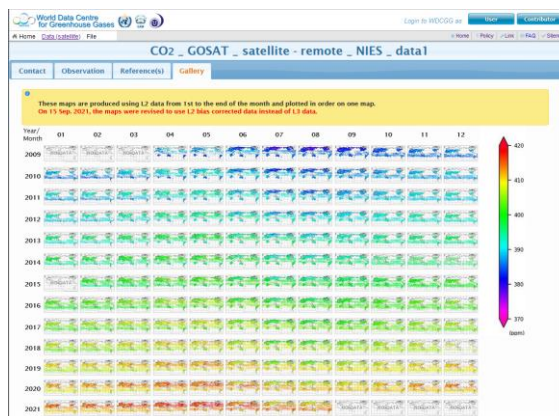 World Data Centre
for Greenhouse Gases
Login to WDCGG as
User
Contributor
Home Data (satellite) File
Home Policy Link FAQ
CO2 _ GOSAT _ satellite - remote _ NIES _ data1
Contact
Observation
Reference(s)
Gallery
These maps are produced using L2 data from 1st to the end of the month and plotted in order on one map.
On 15 Sep. 2021, the maps were revised to use L2 bias corrected data instead of L3 data.
Year/
Month
01 02 03 04 05 06 07 08 09 10 11 12
2009
2010
2011
2012
2013
2014
2015
2016
2017
2018
2019
2020
2021
420
410
400
390
380
370
(ppm)